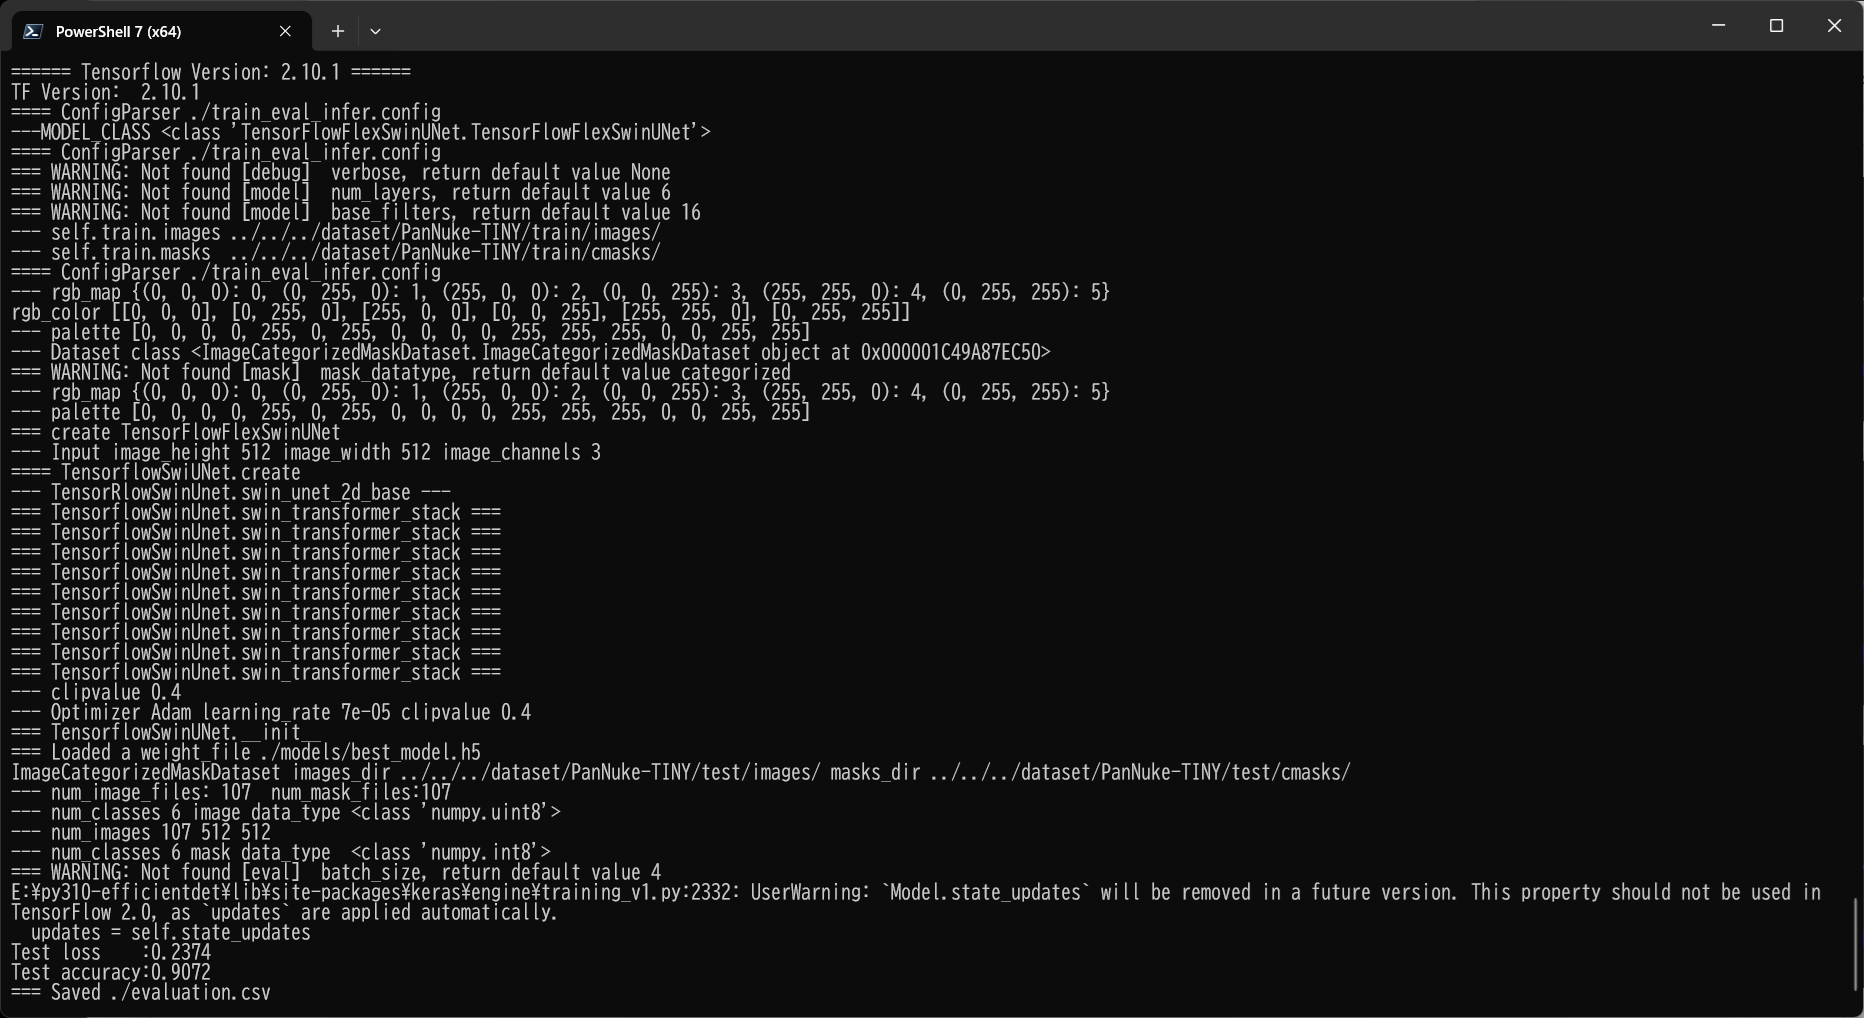 PowerShell 7 (x64)
====== Tensorflow Version: 2.10.1 ======
TF Version:  2.10.1
==== ConfigParser ./train_eval_infer.config
---MODEL_CLASS <class 'TensorFlowFlexSwinUNet.TensorFlowFlexSwinUNet'>
==== ConfigParser ./train_eval_infer.config
=== WARNING: Not found [debug]  verbose, return default value None
=== WARNING: Not found [model]  num_layers, return default value 6
=== WARNING: Not found [model]  base_filters, return default value 16
--- self.train.images ../../../dataset/PanNuke-TINY/train/images/
--- self.train.masks  ../../../dataset/PanNuke-TINY/train/cmasks/
==== ConfigParser ./train_eval_infer.config
--- rgb_map {(0, 0, 0): 0, (0, 255, 0): 1, (255, 0, 0): 2, (0, 0, 255): 3, (255, 255, 0): 4, (0, 255, 255): 5}
rgb_color [[0, 0, 0], [0, 255, 0], [255, 0, 0], [0, 0, 255], [255, 255, 0], [0, 255, 255]]
--- palette [0, 0, 0, 0, 255, 0, 255, 0, 0, 0, 0, 255, 255, 255, 0, 0, 255, 255]
--- Dataset class <ImageCategorizedMaskDataset.ImageCategorizedMaskDataset object at 0x000001C49A87EC50>
=== WARNING: Not found [mask]  mask_datatype, return default value categorized
--- rgb_map {(0, 0, 0): 0, (0, 255, 0): 1, (255, 0, 0): 2, (0, 0, 255): 3, (255, 255, 0): 4, (0, 255, 255): 5}
--- palette [0, 0, 0, 0, 255, 0, 255, 0, 0, 0, 0, 255, 255, 255, 0, 0, 255, 255]
=== create TensorFlowFlexSwinUNet
--- Input image_height 512 image_width 512 image_channels 3
==== TensorflowSwiUNet.create
--- TensorRlowSwinUnet.swin_unet_2d_base ---
=== TensorflowSwinUnet.swin_transformer_stack ===
=== TensorflowSwinUnet.swin_transformer_stack ===
=== TensorflowSwinUnet.swin_transformer_stack ===
=== TensorflowSwinUnet.swin_transformer_stack ===
=== TensorflowSwinUnet.swin_transformer_stack ===
=== TensorflowSwinUnet.swin_transformer_stack ===
=== TensorflowSwinUnet.swin_transformer_stack ===
=== TensorflowSwinUnet.swin_transformer_stack ===
=== TensorflowSwinUnet.swin_transformer_stack ===
--- clipvalue 0.4
--- Optimizer Adam learning_rate 7e-05 clipvalue 0.4
=== TensorflowSwinUNet.__init__
=== Loaded a weight_file ./models/best_model.h5
ImageCategorizedMaskDataset images_dir ../../../dataset/PanNuke-TINY/test/images/ masks_dir ../../../dataset/PanNuke-TINY/test/cmasks/
--- num_image_files: 107  num_mask_files:107
--- num_classes 6 image data_type <class 'numpy.uint8'>
--- num_images 107 512 512
--- num_classes 6 mask data_type  <class 'numpy.int8'>
=== WARNING: Not found [eval]  batch_size, return default value 4
E:¥py310-efficientdet¥lib¥site-packages¥keras¥engine¥training_v1.py:2332: UserWarning: `Model.state_updates` will be removed in a future version. This property should not be used in
TensorFlow 2.0, as `updates` are applied automatically.
  updates = self.state_updates
Test loss    :0.2374
Test accuracy:0.9072
=== Saved ./evaluation.csv